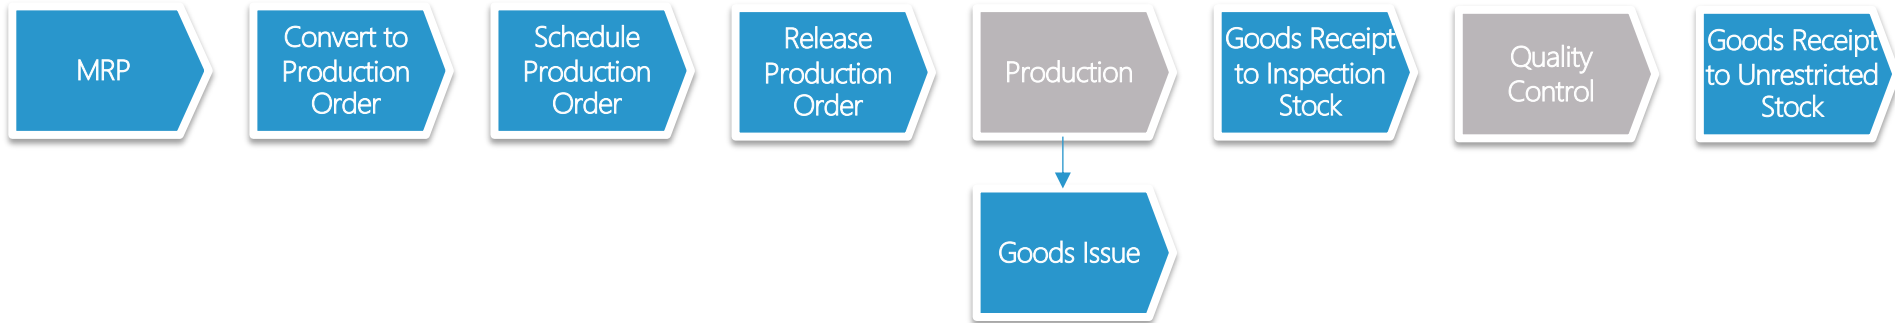 MRP
Convert to
Production
Order
Schedule
Production
Order
Release
Production
Order
Production
Goods Receipt
to Inspection
Stock
Quality
Control
Goods Receipt
to Unrestricted
Stock
Goods Issue